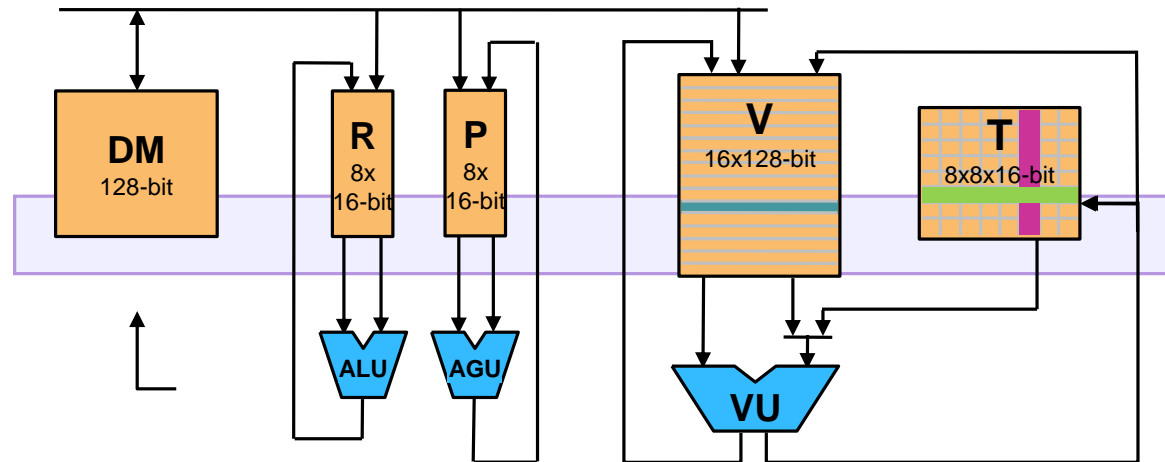 DM
128-bit
R
8x
16-bit
P
8x
16-bit
V
16x128-bit
T
8x8x16-bit
ALU
AGU
VU